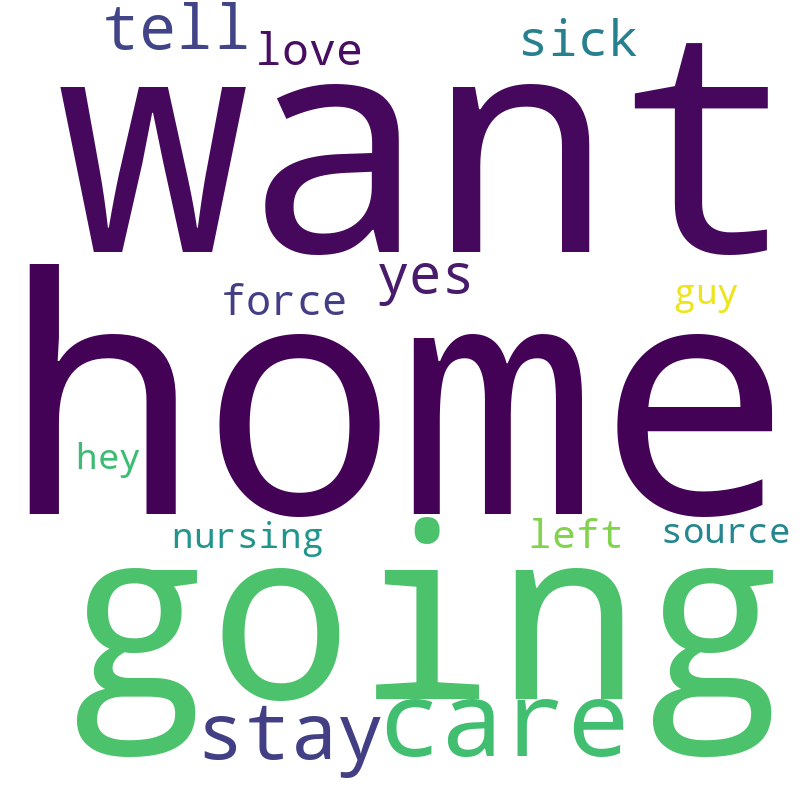 tell love sick
want
force yes guy
home
hey
nursing left source
going
stay care